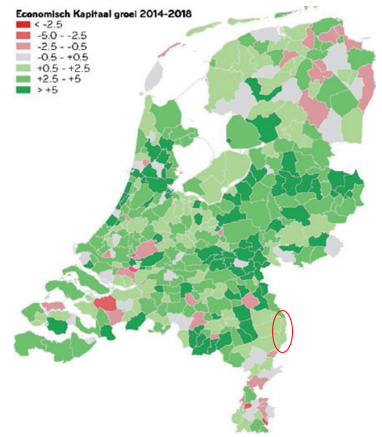 Economisch Kapitaal groei 2014-2018
< -2.5
-5.0 - -2.5
-2.5 - -0.5
-0.5 - +0.5
+0.5 - +2.5
+2.5 - +5
> +5